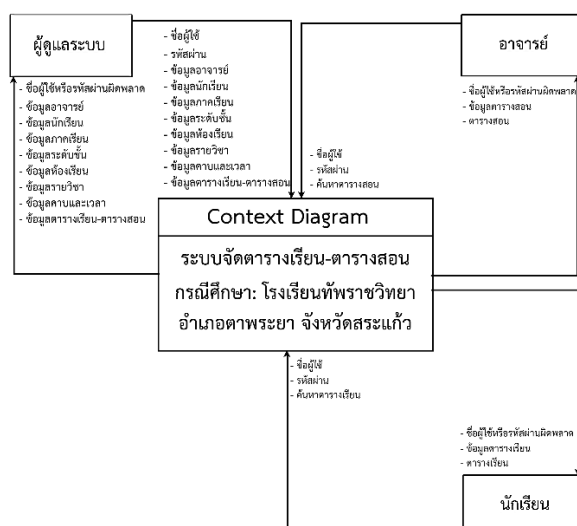 ผู้ดูแลระบบ
- ชื่อผู้ใช้
- รหัสผ่าน
- ข้อมูลอาจารย์
- ข้อมูลนักเรียน
- ข้อมูลภาคเรียน
- ข้อมูลระดับชั้น
- ข้อมูลห้องเรียน
- ข้อมูลรายวิชา
- ข้อมูลคาบและเวลา
- ข้อมูลตารางเรียน-ตารางสอน
อาจารย์
- ชื่อผู้ใช้หรือรหัสผ่านผิดพลาด
- ข้อมูลอาจารย์
- ข้อมูลนักเรียน
- ข้อมูลภาคเรียน
- ข้อมูลระดับชั้น
- ข้อมูลห้องเรียน
- ข้อมูลรายวิชา
- ข้อมูลคาบและเวลา
- ข้อมูลตารางเรียน-ตารางสอน
- ชื่อผู้ใช้หรือรหัสผ่านผิดพลาด
- ข้อมูลตารางสอน
- ตารางสอน
- ชื่อผู้ใช้
- รหัสผ่าน
- ค้นหาตารางสอน
Context Diagram
ระบบจัดตารางเรียน-ตารางสอน
กรณีศึกษา: โรงเรียนทัพราชวิทยา
อำเภอตาพระยา จังหวัดสระแก้ว
- ชื่อผู้ใช้
- รหัสผ่าน
- ค้นหาตารางเรียน
- ชื่อผู้ใช้หรือรหัสผ่านผิดพลาด
- ข้อมูลตารางเรียน
- ตารางเรียน
นักเรียน